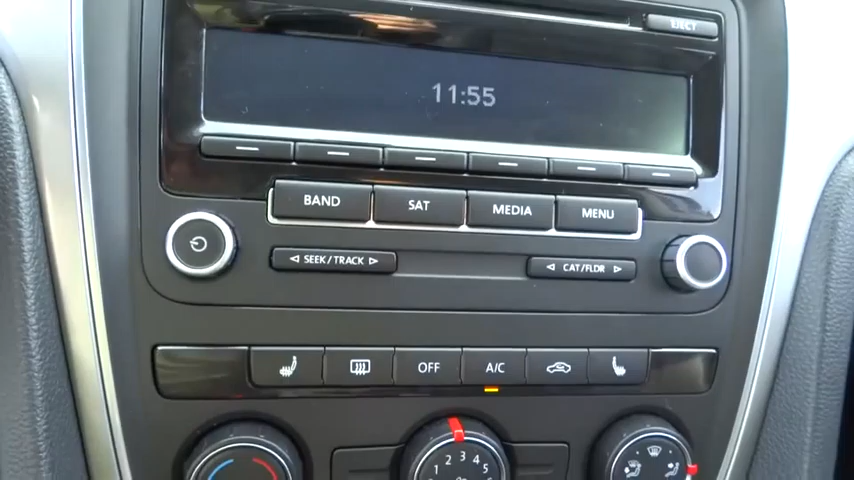 EJECT
11:55
BAND SAT MEDIA MENU
SEEK/TRACK CAT/FLDR
OFF A/C
1 2 3 4 5